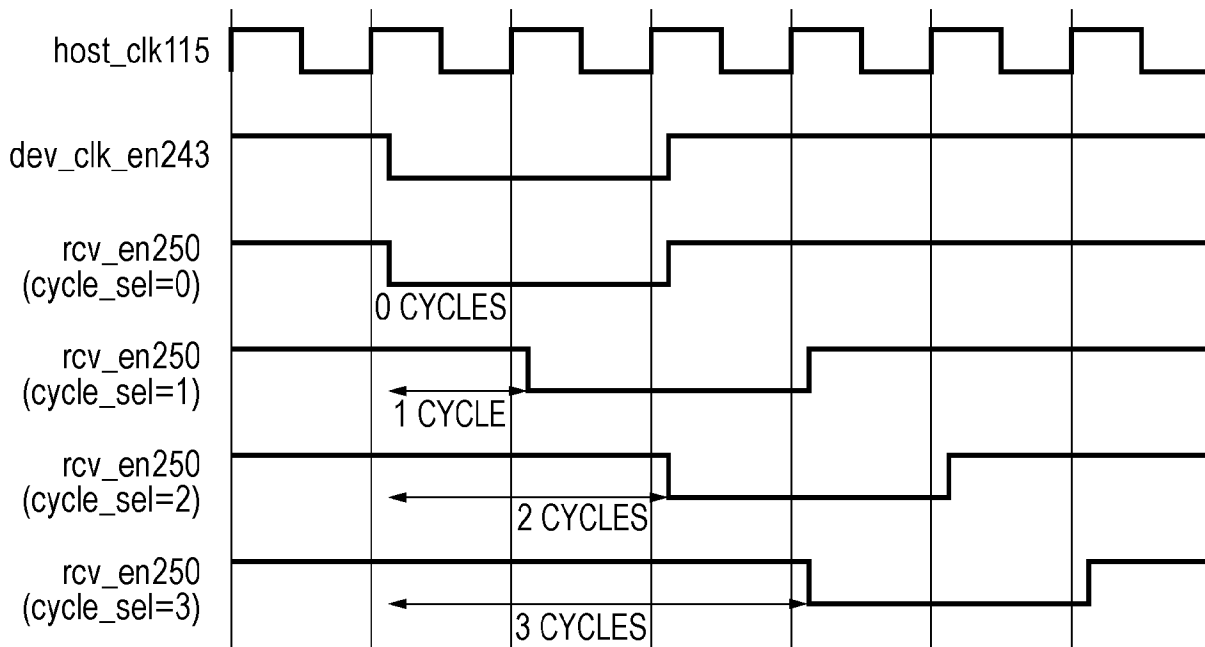 host_clk115
dev_clk_en243
rcv_en250
(cycle_sel=0)
0 CYCLES
rcv_en250
(cycle_sel=1)
1 CYCLE
rcv_en250
(cycle_sel=2)
2 CYCLES
rcv_en250
(cycle_sel=3)
3 CYCLES